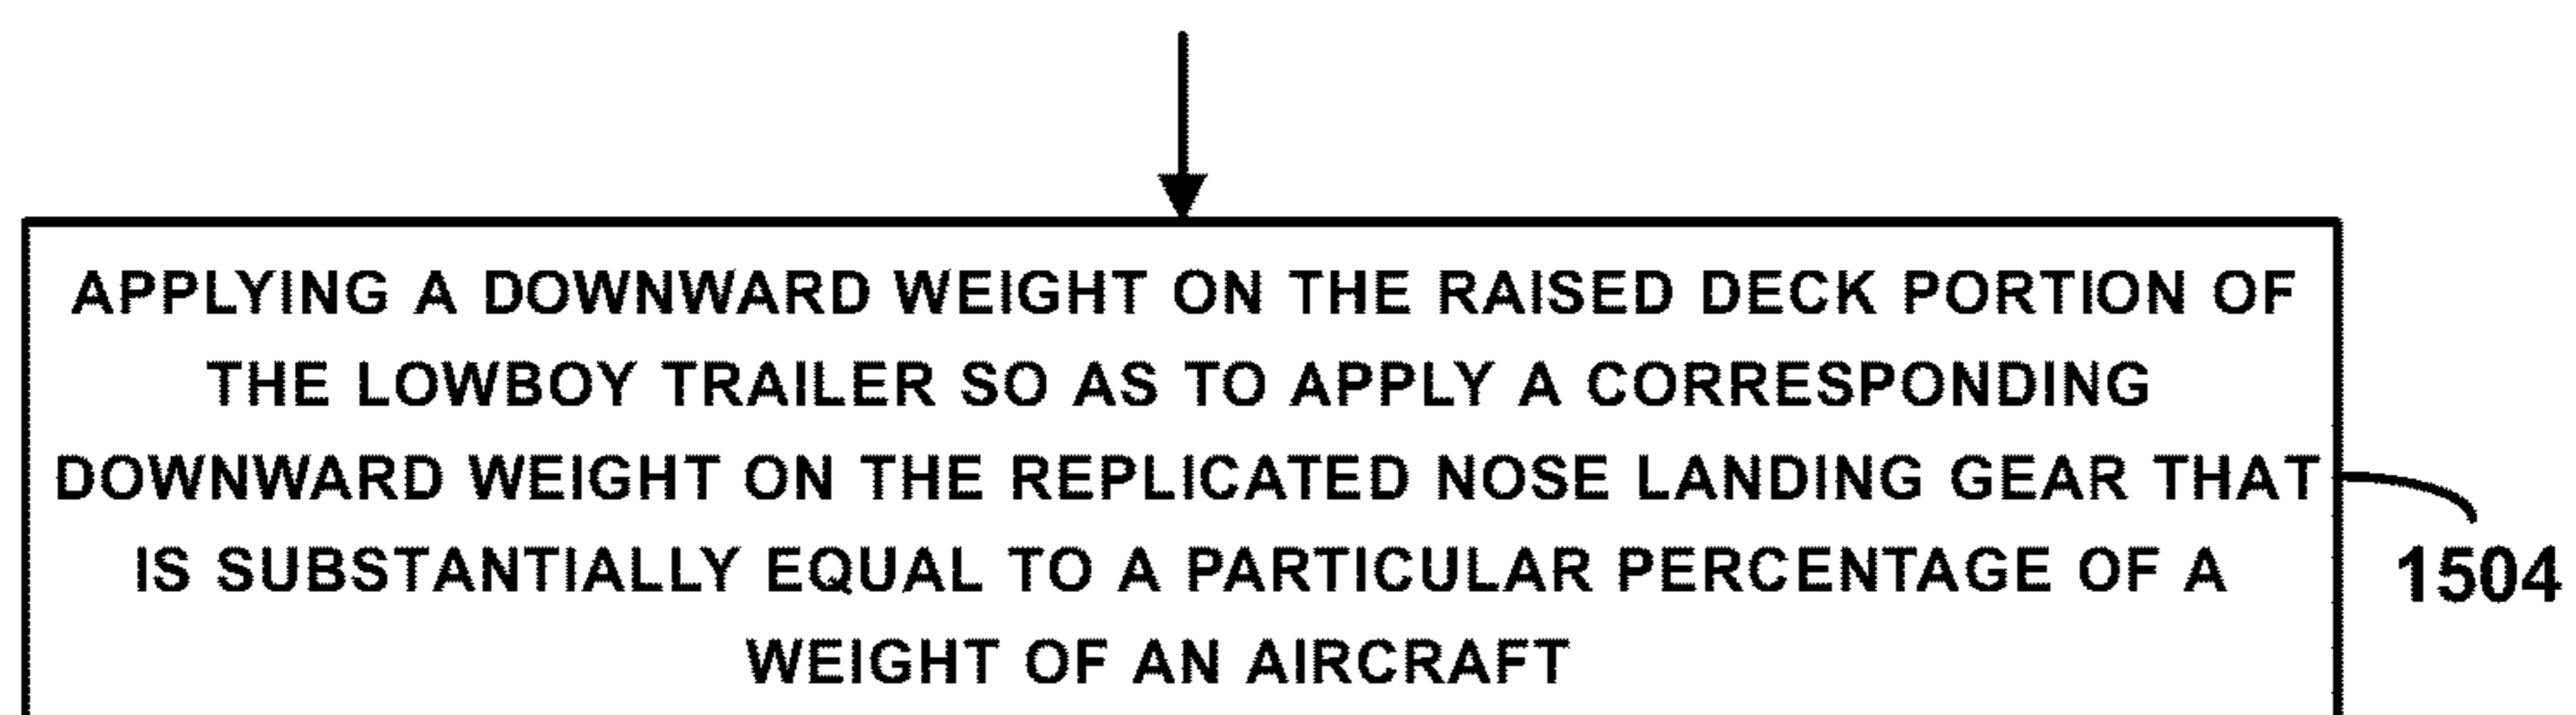 APPLYING A DOWNWARD WEIGHT ON THE RAISED DECK PORTION OF
THE LOWBOY TRAILER SO AS TO APPLY A CORRESPONDING
DOWNWARD WEIGHT ON THE REPLICATED NOSE LANDING GEAR THAT
IS SUBSTANTIALLY EQUAL TO A PARTICULAR PERCENTAGE OF A
WEIGHT OF AN AIRCRAFT
1504